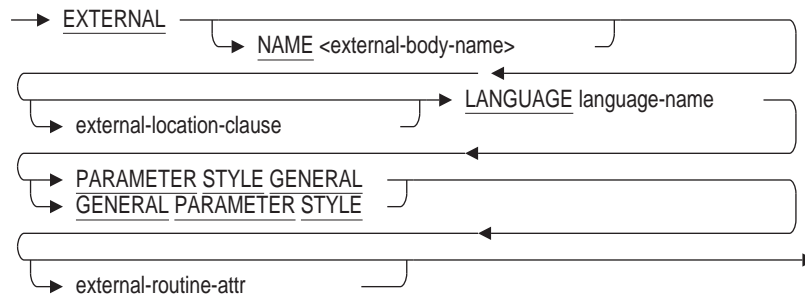 EXTERNAL
NAME <external-body-name>
external-location-clause
LANGUAGE language-name
PARAMETER STYLE GENERAL
GENERAL PARAMETER STYLE
external-routine-attr